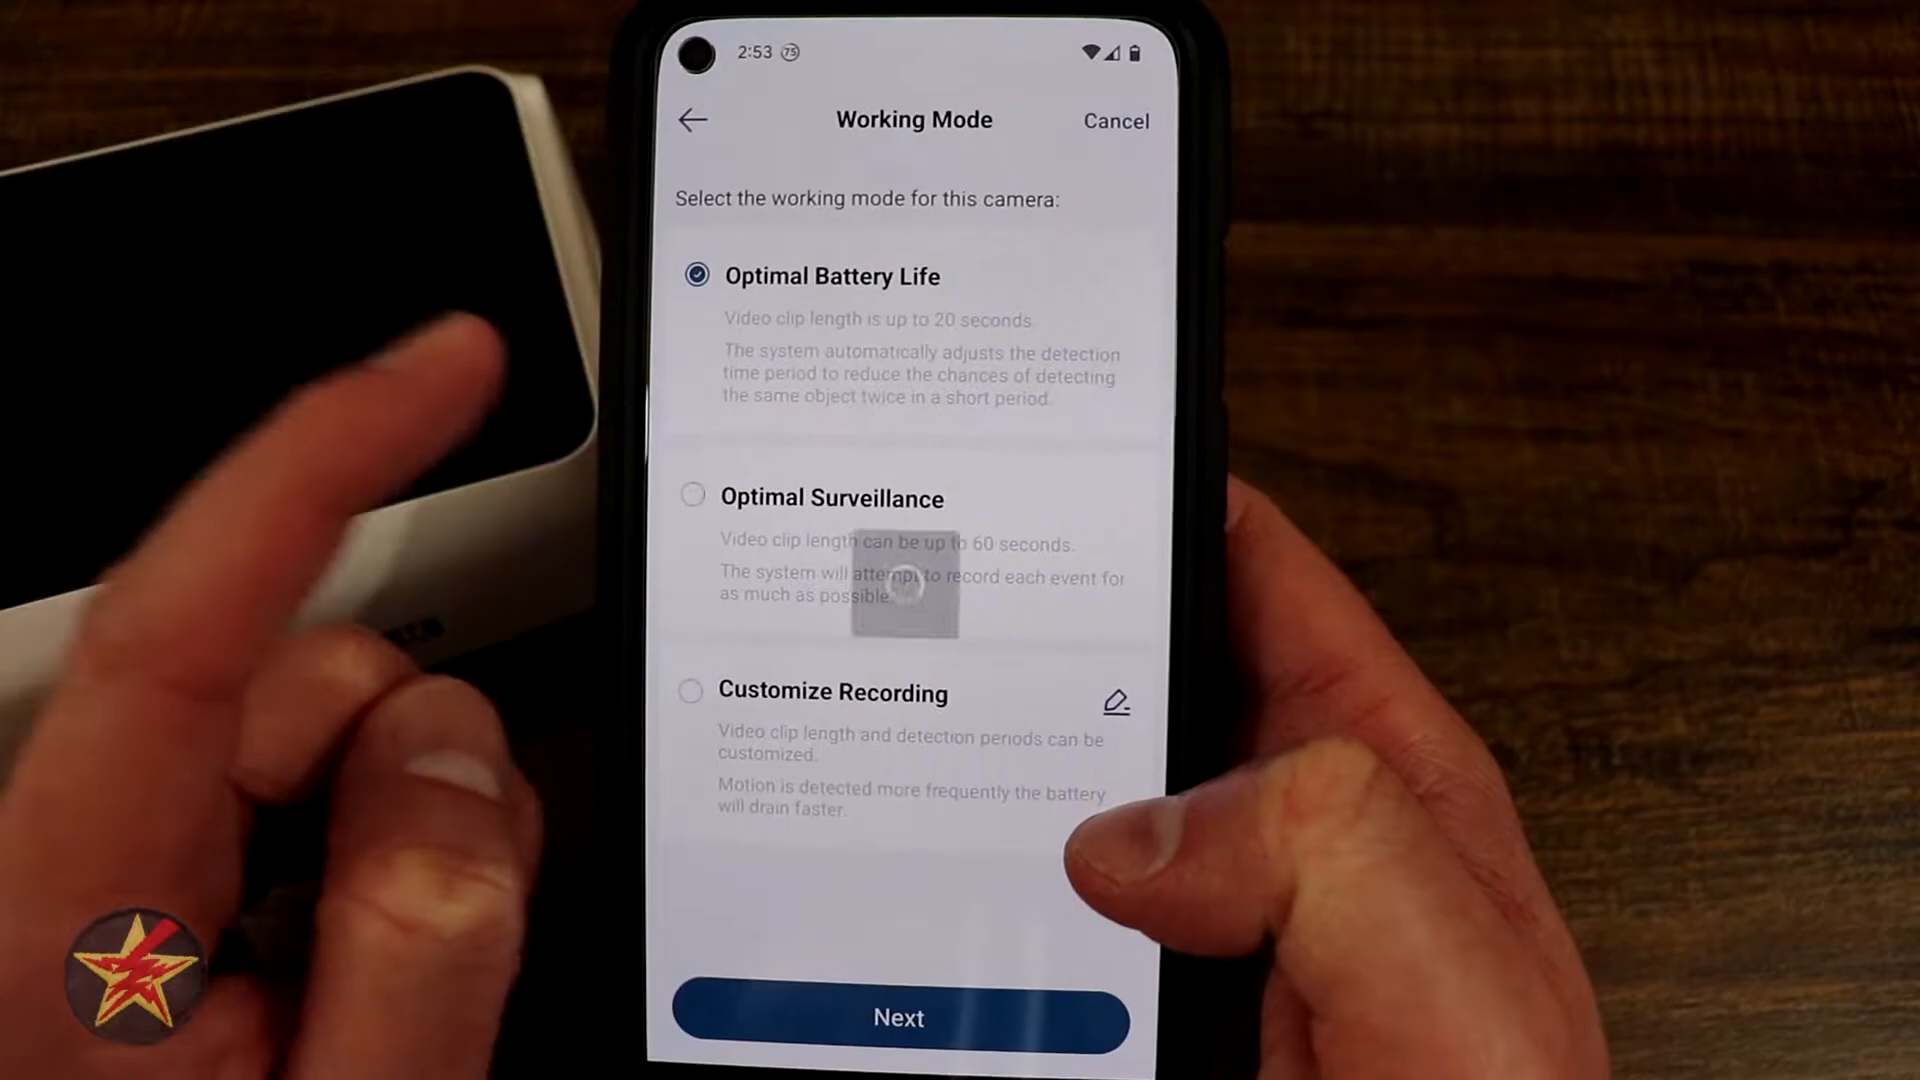 2:53 75
Working Mode
Cancel
Select the working mode for this camera:
Optimal Battery Life
Video clip length is up to 20 seconds
The system automatically adjusts the detection
time period to reduce the chances of detecting
the same object twice in a short period.
Optimal Surveillance
Video clip length can be up to 60 seconds.
The system will attempt to record each event for
as much as possible.
Customize Recording
Video clip length and detection periods can be
customized.
Motion is detected more frequently the battery
will drain faster.
Next